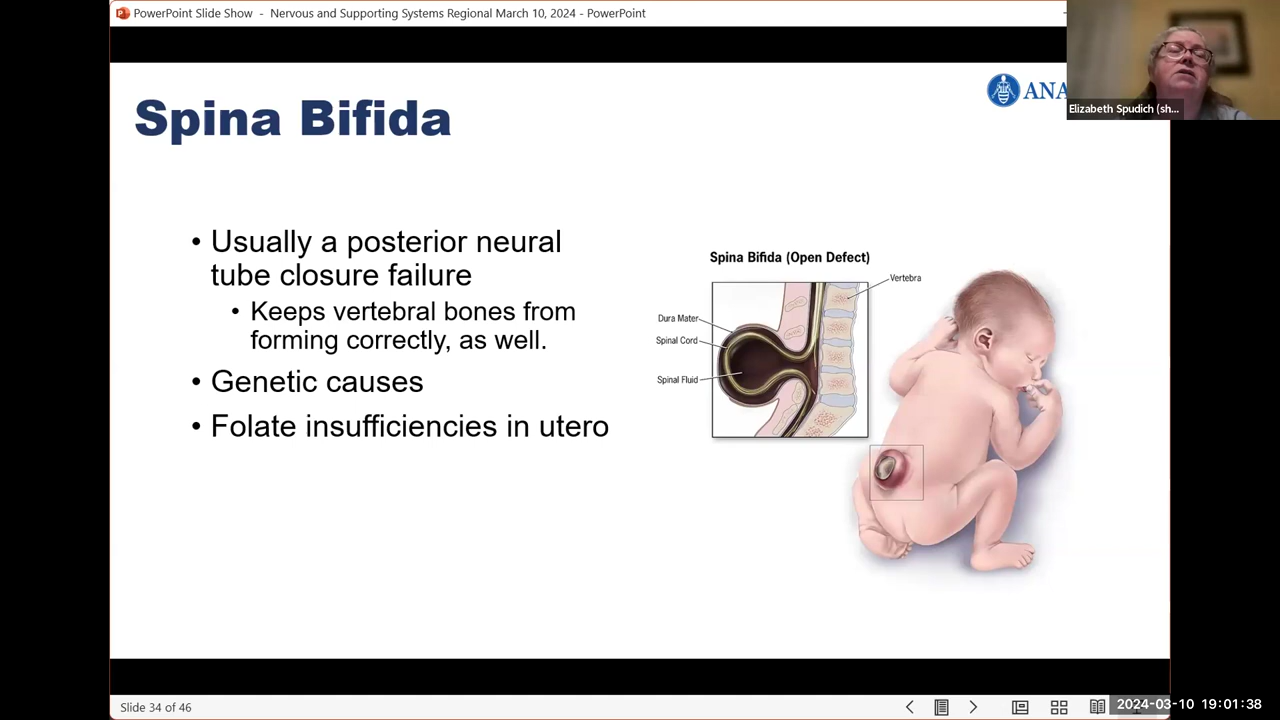 PowerPoint Slide Show - Nervous and Supporting Systems Regional March 10, 2024 - PowerPoint
ANA
Elizabeth Spudich (sh...
Spina Bifida
• Usually a posterior neural
tube closure failure
• Keeps vertebral bones from
forming correctly, as well.
• Genetic causes
• Folate insufficiencies in utero
Spina Bifida (Open Defect)
Vertebra
Dura Mater
Spinal Cord
Spinal Fluid
Slide 34 of 46
2024-03-10 19:01:38